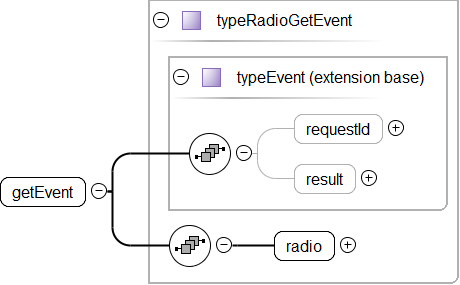 typeRadioGetEvent
typeEvent (extension base)
requestId
result
getEvent
radio